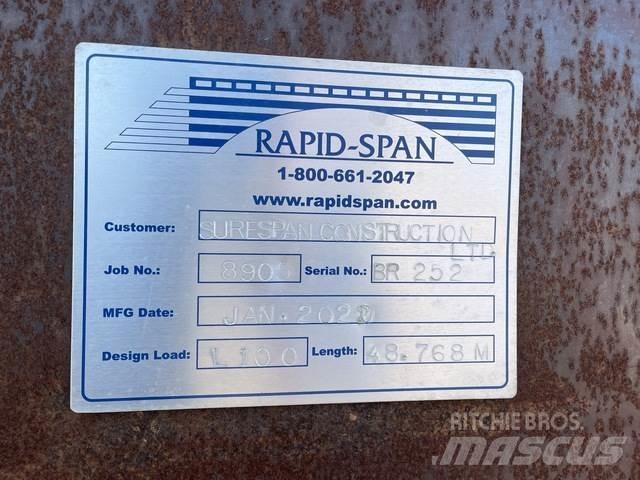 RAPID-SPAN
1-800-661-2047
www.rapidspan.com
Customer: SURESPAN CONSTRUCTION
LTD
Job No.: Serial No.: BR 252
MFG Date: JAN.
Design Load: L100 Length: 48.768 M
RITCHIE BROS.
MASCUS